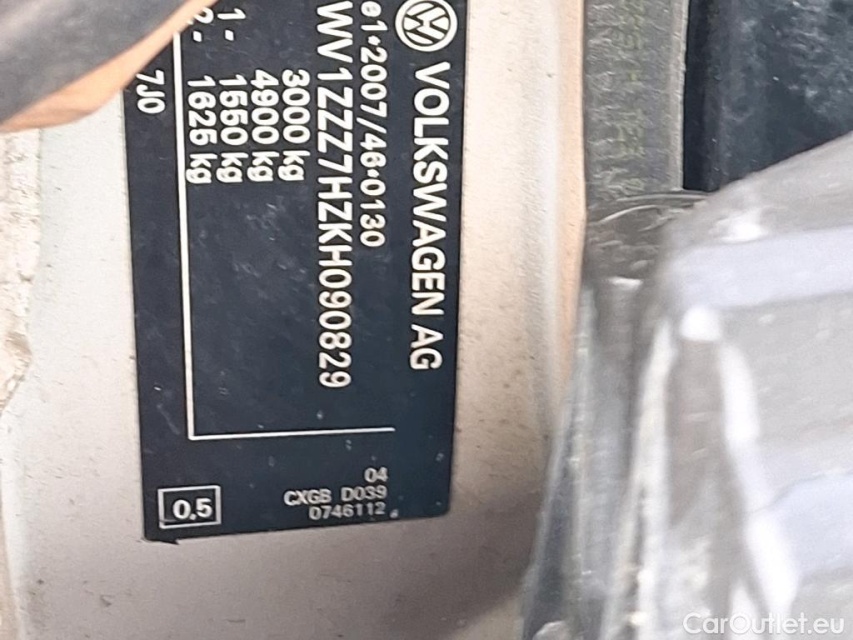 VOLKSWAGEN AG
e1*2007/46*0130
WV1ZZZ7HZKH090829
3000 kg
4900 kg
1- 1550 kg
2- 1625 kg
7J0
04
CXGB D039
0746112
0,5
CarOutlet.eu